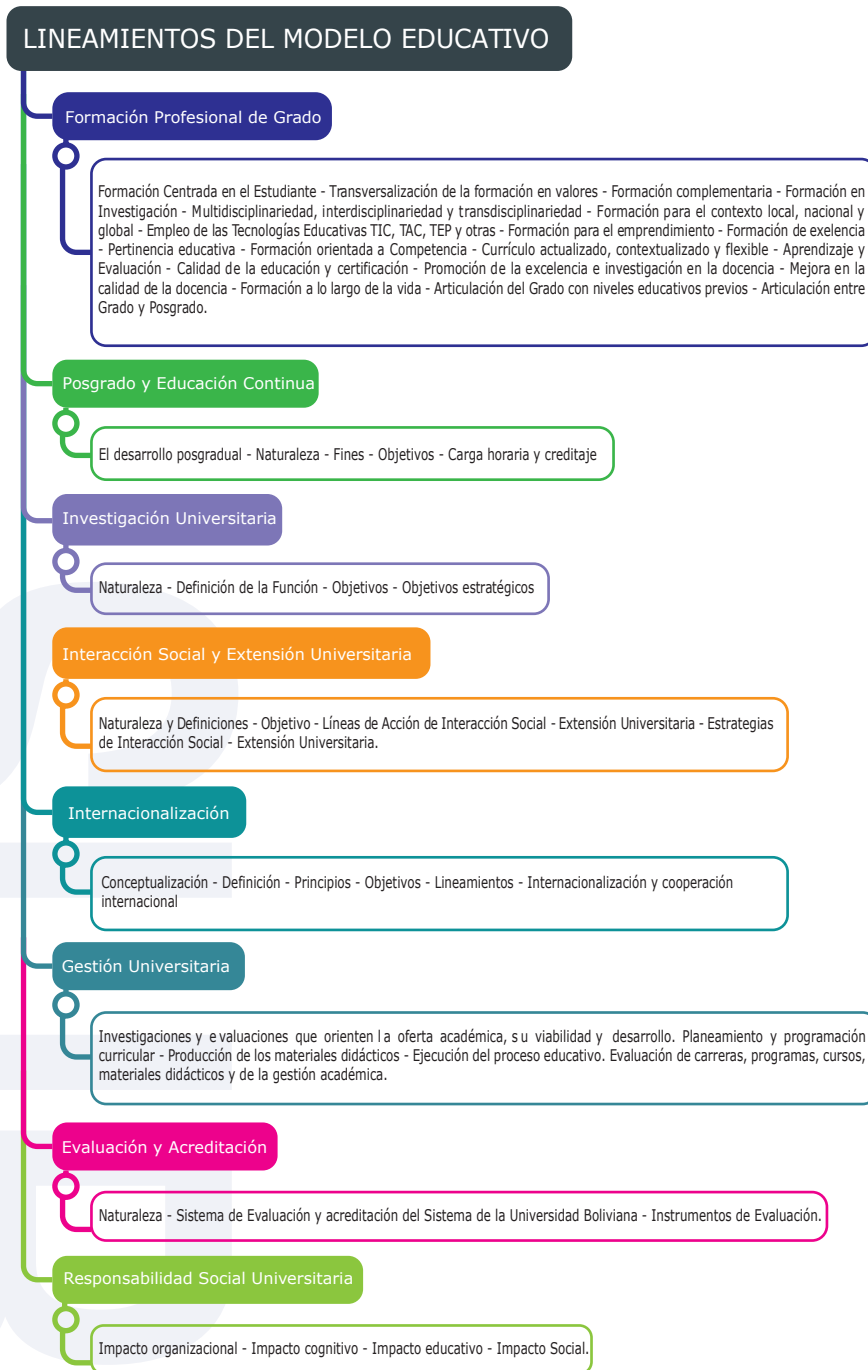 LINEAMIENTOS DEL MODELO EDUCATIVO
Formación Profesional de Grado
Formación Centrada en el Estudiante - Transversalización de la formación en valores - Formación complementaria - Formación en
Investigación - Multidisciplinariedad, interdisciplinariedad y transdisciplinariedad - Formación para el contexto local, nacional y
global - Empleo de las Tecnologías Educativas TIC, TAC, TEP y otras - Formación para el emprendimiento - Formación de exelencia
- Pertinencia educativa - Formación orientada a Competencia - Currículo actualizado, contextualizado y flexible - Aprendizaje y
Evaluación - Calidad de la educación y certificación - Promoción de la excelencia e investigación en la docencia - Mejora en la
calidad de la docencia - Formación a lo largo de la vida - Articulación del Grado con niveles educativos previos - Articulación entre
Grado y Posgrado.
Posgrado y Educación Continua
El desarrollo posgradual - Naturaleza - Fines - Objetivos - Carga horaria y creditaje
Investigación Universitaria
Naturaleza - Definición de la Función - Objetivos - Objetivos estratégicos
Interacción Social y Extensión Universitaria
Naturaleza y Definiciones - Objetivo - Líneas de Acción de Interacción Social - Extensión Universitaria - Estrategias
de Interacción Social - Extensión Universitaria.
Internacionalización
Conceptualización - Definición - Principios - Objetivos - Lineamientos - Internacionalización y cooperación
internacional
Gestión Universitaria
Investigaciones y evaluaciones que orienten la oferta académica, su viabilidad y desarrollo. Planeamiento y programación
curricular - Producción de los materiales didácticos - Ejecución del proceso educativo. Evaluación de carreras, programas, cursos,
materiales didácticos y de la gestión académica.
Evaluación y Acreditación
Naturaleza - Sistema de Evaluación y acreditación del Sistema de la Universidad Boliviana - Instrumentos de Evaluación.
Responsabilidad Social Universitaria
Impacto organizacional - Impacto cognitivo - Impacto educativo - Impacto Social.